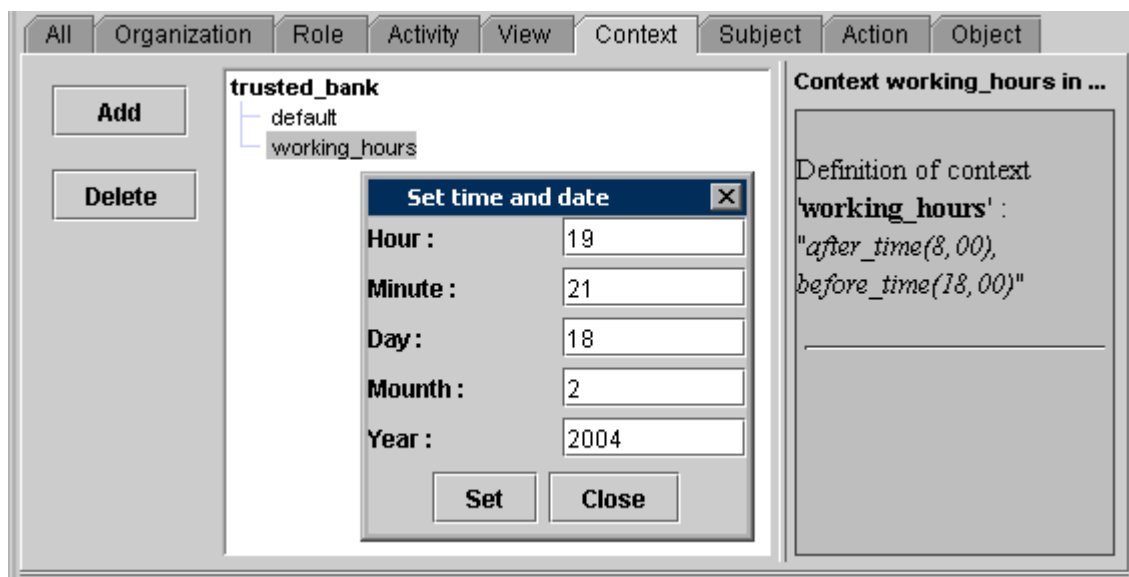 All Organization Role Activity View Context Subject Action Object
Add
Delete
trusted_bank
default
working_hours
Set time and date
Hour : 19
Minute : 21
Day : 18
Mounth : 2
Year : 2004
Set Close
Context working_hours in ...
Definition of context
'working_hours' :
"after_time(8,00),
before_time(18,00)"